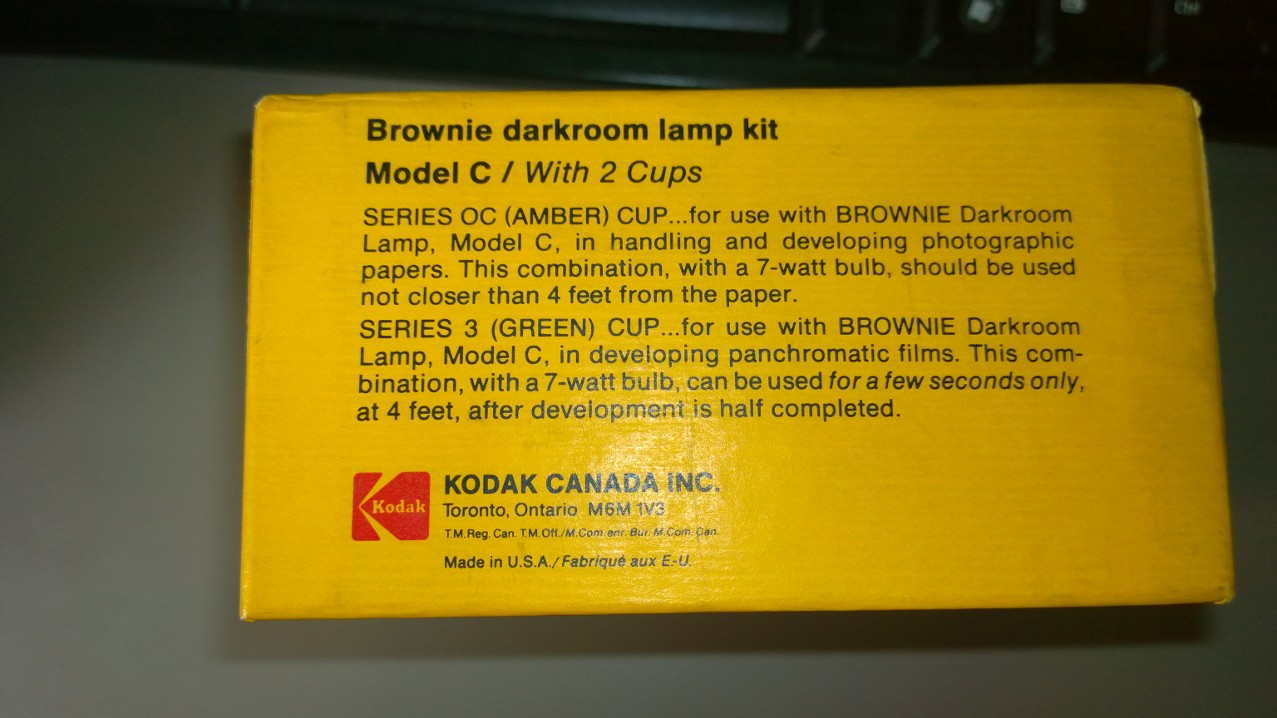 Ctrl
Brownie darkroom lamp kit
Model C / With 2 Cups
SERIES OC (AMBER) CUP...for use with BROWNIE Darkroom
Lamp, Model C, in handling and developing photographic
papers. This combination, with a 7-watt bulb, should be used
not closer than 4 feet from the paper.
SERIES 3 (GREEN) CUP...for use with BROWNIE Darkroom
Lamp, Model C, in developing panchromatic films. This com-
bination, with a 7-watt bulb, can be used for a few seconds only,
at 4 feet, after development is half completed.
Kodak
KODAK CANADA INC.
Toronto, Ontario M6M 1V3
T.M. Reg. Can. T.M. Off./M.Com. enr. Bur. M.Com. Can.
Made in U.S.A./Fabriqué aux E.-U.